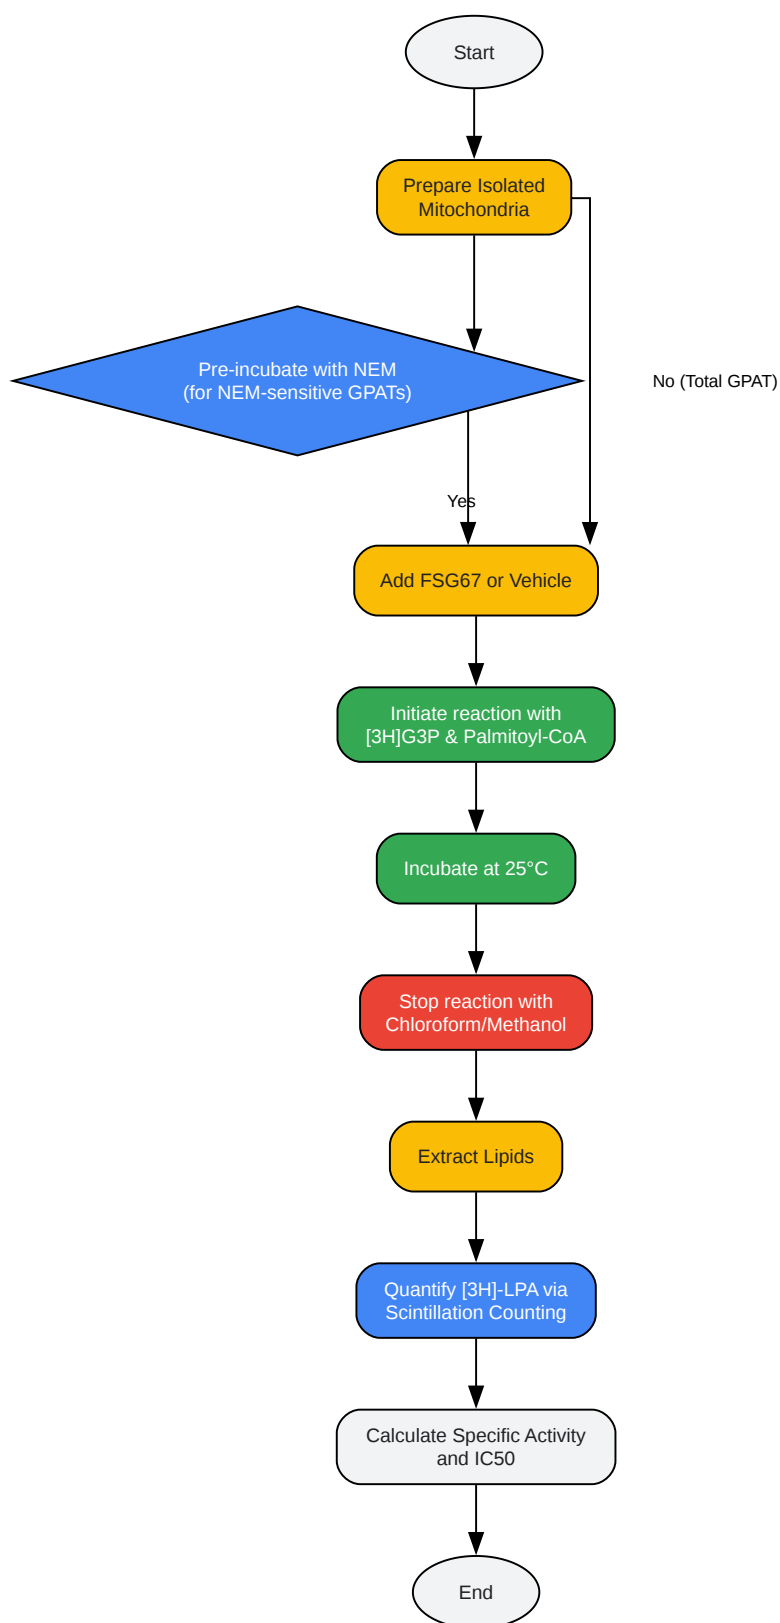 Start
Prepare Isolated
Mitochondria
Pre-incubate with NEM
(for NEM-sensitive GPATs)
No (Total GPAT)
Yes
Add FSG67 or Vehicle
Initiate reaction with
[3H]G3P & Palmitoyl-CoA
Incubate at 25°C
Stop reaction with
Chloroform/Methanol
Extract Lipids
Quantify [3H]-LPA via
Scintillation Counting
Calculate Specific Activity
and IC50
End